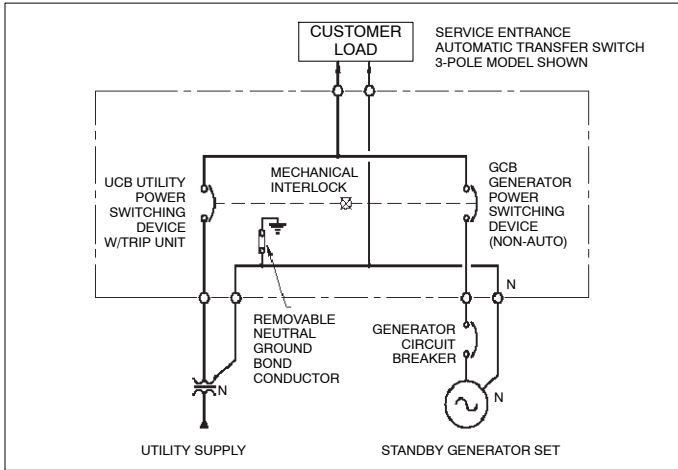 CUSTOMER
LOAD
SERVICE ENTRANCE
AUTOMATIC TRANSFER SWITCH
3-POLE MODEL SHOWN
UCB UTILITY
POWER
SWITCHING
DEVICE
W/TRIP UNIT
MECHANICAL
INTERLOCK
GCB
GENERATOR
POWER
SWITCHING
DEVICE
(NON-AUTO)
N
REMOVABLE
NEUTRAL
GROUND
BOND
CONDUCTOR
GENERATOR
CIRCUIT
BREAKER
N
N
UTILITY SUPPLY
STANDBY GENERATOR SET